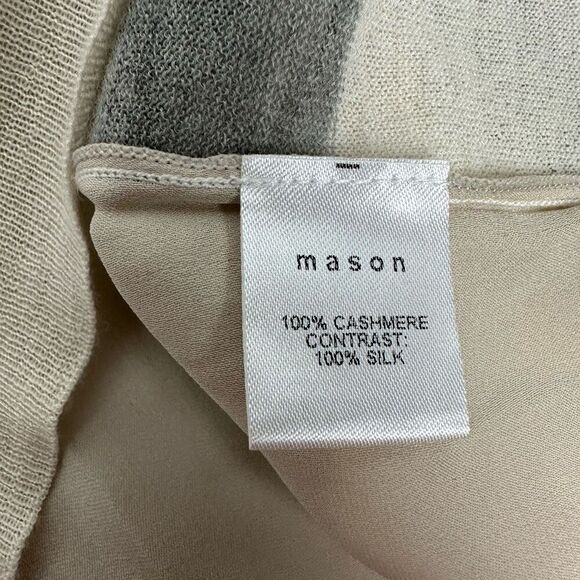 mason
100% CASHMERE
CONTRAST:
100% SILK